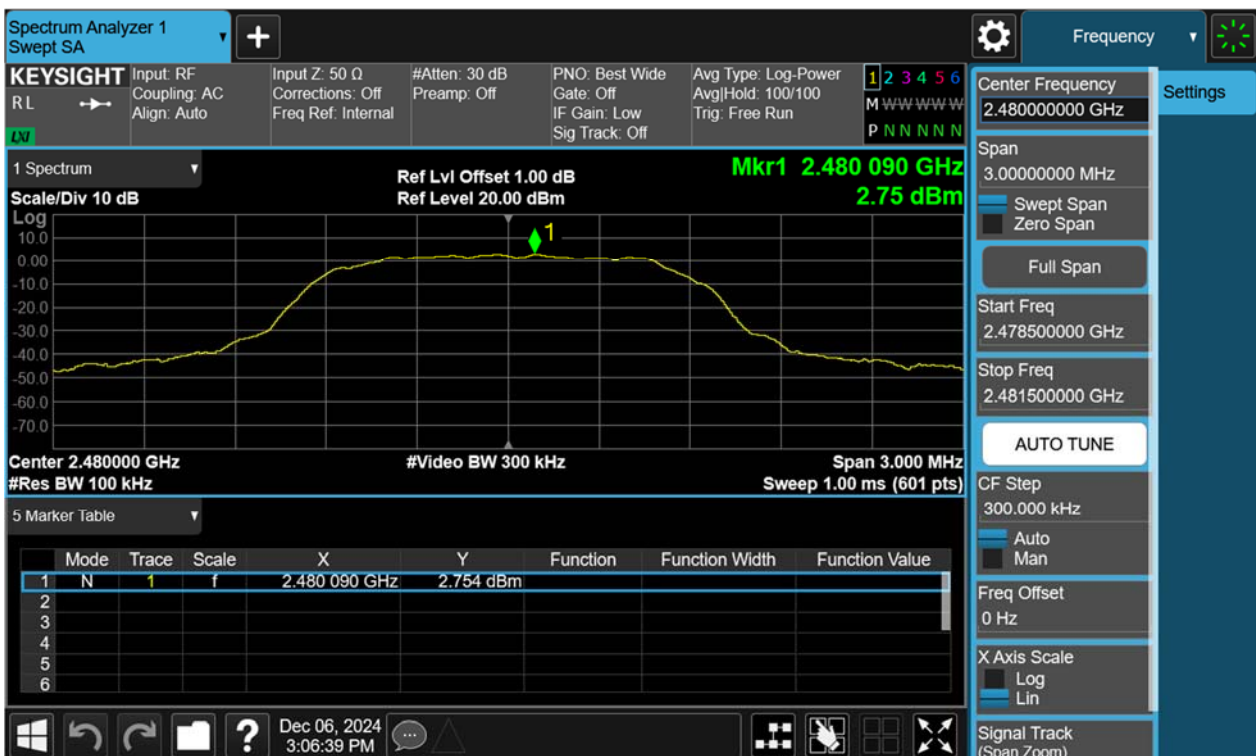 Spectrum Analyzer 1
Swept SA
+
Frequency
KEYSIGHT
R L
LXI
Input: RF
Coupling: AC
Align: Auto
Input Z: 50 Ω
Corrections: Off
Freq Ref: Internal
#Atten: 30 dB
Preamp: Off
PNO: Best Wide
Gate: Off
IF Gain: Low
Sig Track: Off
Avg Type: Log-Power
Avg|Hold: 100/100
Trig: Free Run
1 2 3 4 5 6
M W W W W W
P N N N N N
Center Frequency
2.480000000 GHz
Settings
1 Spectrum
Scale/Div 10 dB
Ref Lvl Offset 1.00 dB
Ref Level 20.00 dBm
Mkr1 2.480 090 GHz
2.75 dBm
Span
3.00000000 MHz
Swept Span
Zero Span
Log
10.0
0.00
-10.0
-20.0
-30.0
-40.0
-50.0
-60.0
-70.0
1
Full Span
Start Freq
2.478500000 GHz
Stop Freq
2.481500000 GHz
AUTO TUNE
Center 2.480000 GHz
#Video BW 300 kHz
Span 3.000 MHz
#Res BW 100 kHz
Sweep 1.00 ms (601 pts)
CF Step
300.000 kHz
Auto
Man
5 Marker Table
Mode Trace Scale X Y Function Function Width Function Value
1 N 1 f 2.480 090 GHz 2.754 dBm
2
3
4
5
6
Freq Offset
0 Hz
X Axis Scale
Log
Lin
Signal Track
(Span Zoom)
?
Dec 06, 2024
3:06:39 PM